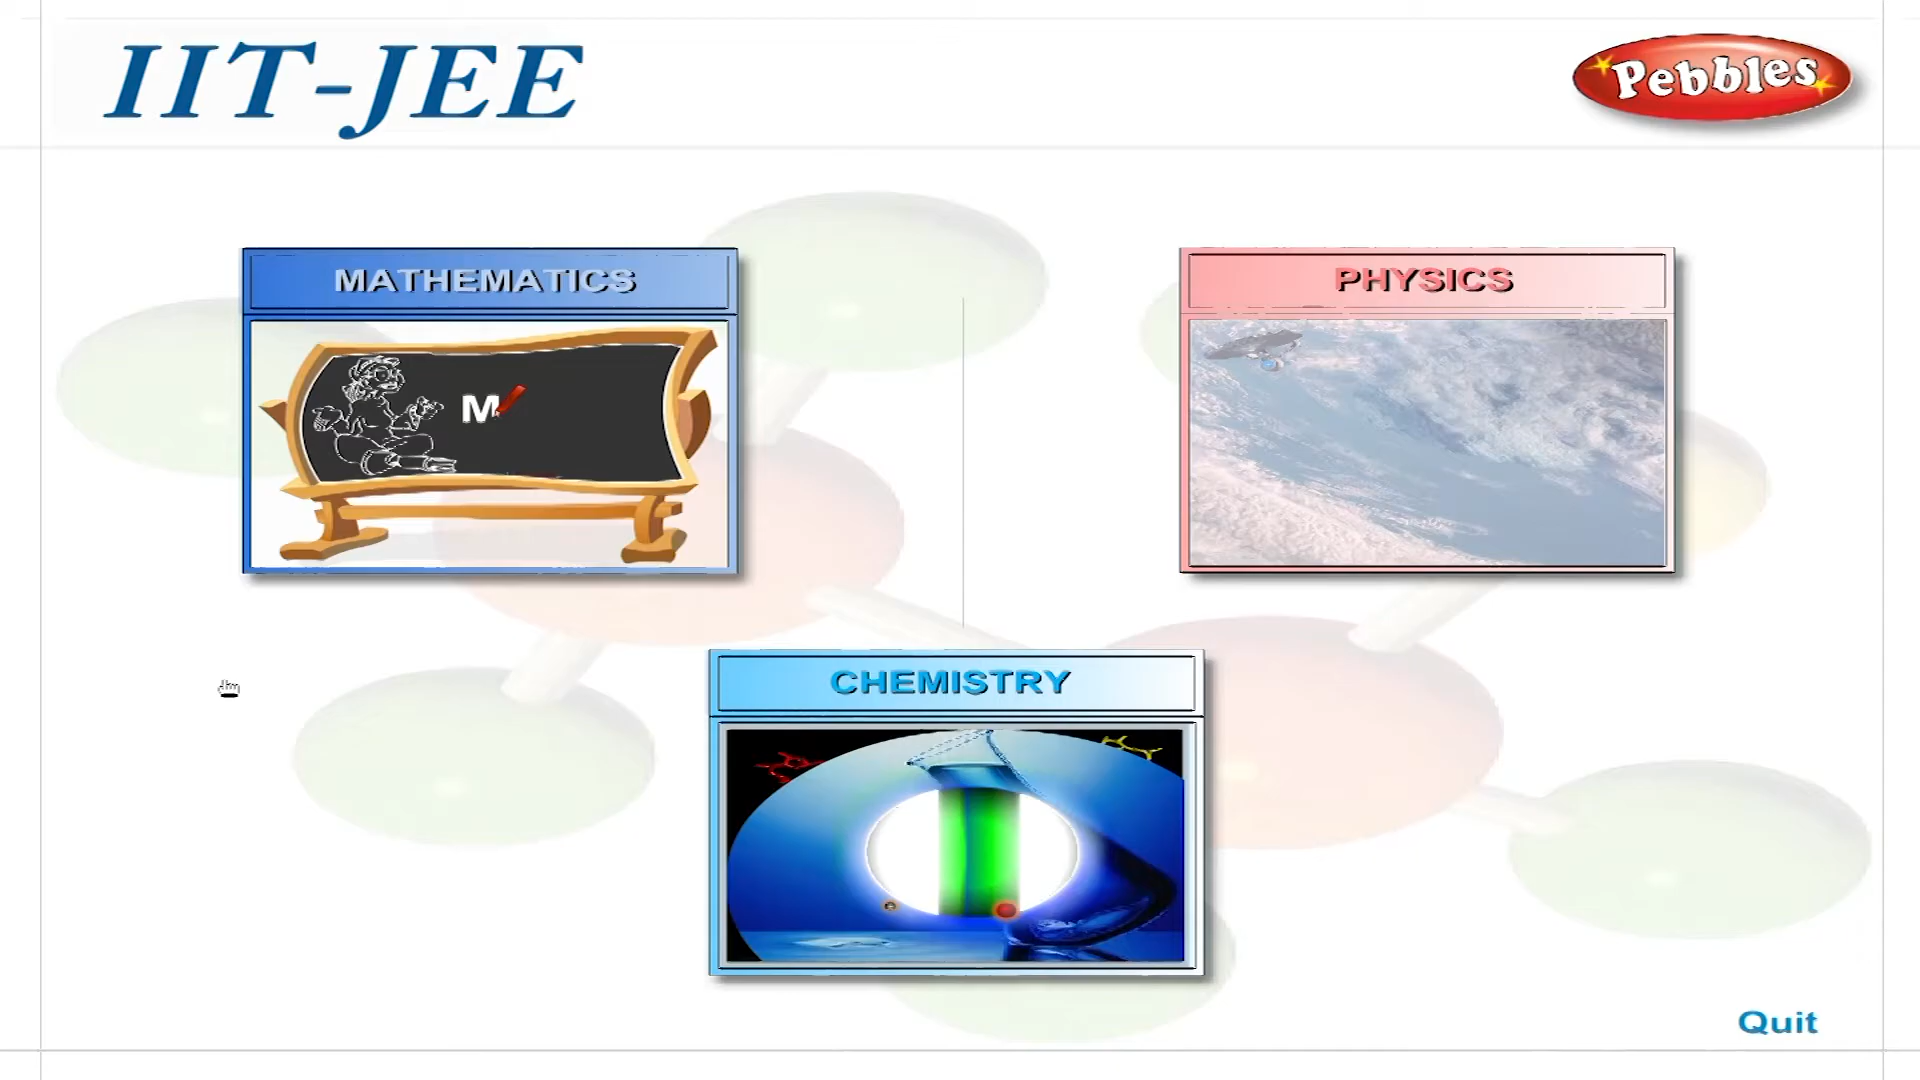 IIT-JEE
Pebbles
MATHEMATICS
PHYSICS
M
CHEMISTRY
Quit